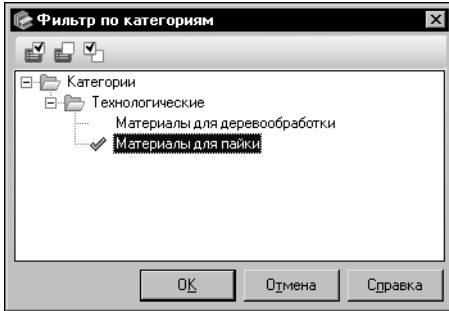 Фильтр по категориям
Категории
Технологические
Материалы для деревообработки
Материалы для пайки
OK
Отмена
Справка